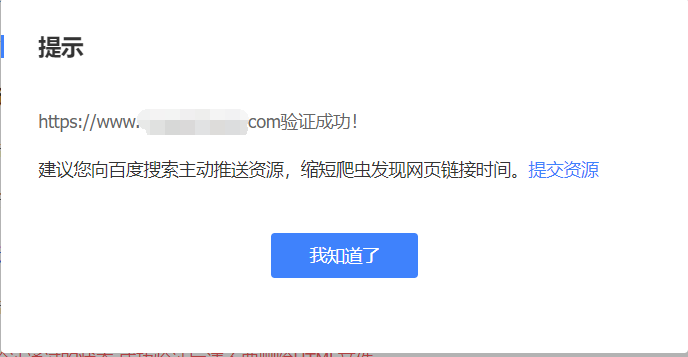 提示
https://www.com验证成功！
建议您向百度搜索主动推送资源，缩短爬虫发现网页链接时间。提交资源
我知道了